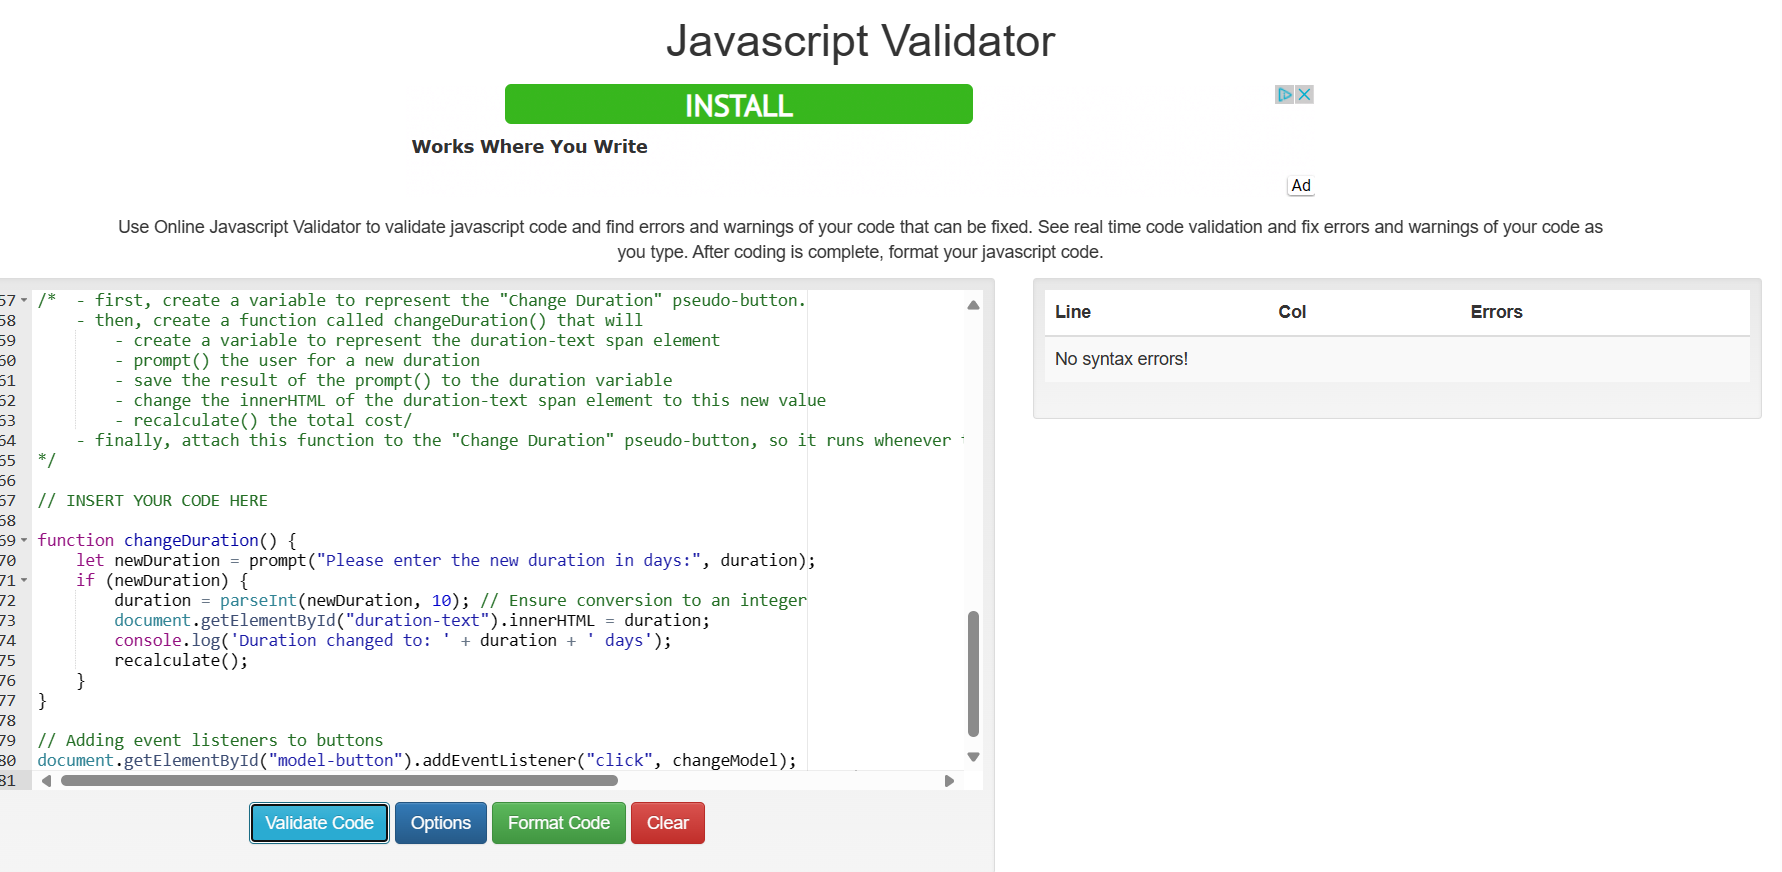 Javascript Validator
INSTALL
Works Where You Write
Ad
Use Online Javascript Validator to validate javascript code and find errors and warnings of your code that can be fixed. See real time code validation and fix errors and warnings of your code as
you type. After coding is complete, format your javascript code.
57 /*  - first, create a variable to represent the "Change Duration" pseudo-button.
58     - then, create a function called changeDuration() that will
59         - create a variable to represent the duration-text span element
60         - prompt() the user for a new duration
61         - save the result of the prompt() to the duration variable
62         - change the innerHTML of the duration-text span element to this new value
63         - recalculate() the total cost/
64     - finally, attach this function to the "Change Duration" pseudo-button, so it runs whenever
65 */
66
67 // INSERT YOUR CODE HERE
68
69 function changeDuration() {
70     let newDuration = prompt("Please enter the new duration in days:", duration);
71     if (newDuration) {
72         duration = parseInt(newDuration, 10); // Ensure conversion to an integer
73         document.getElementById("duration-text").innerHTML = duration;
74         console.log('Duration changed to: ' + duration + ' days');
75         recalculate();
76     }
77 }
78
79 // Adding event listeners to buttons
80 document.getElementById("model-button").addEventListener("click", changeModel);
81
Validate Code Options Format Code Clear
Line Col Errors
No syntax errors!